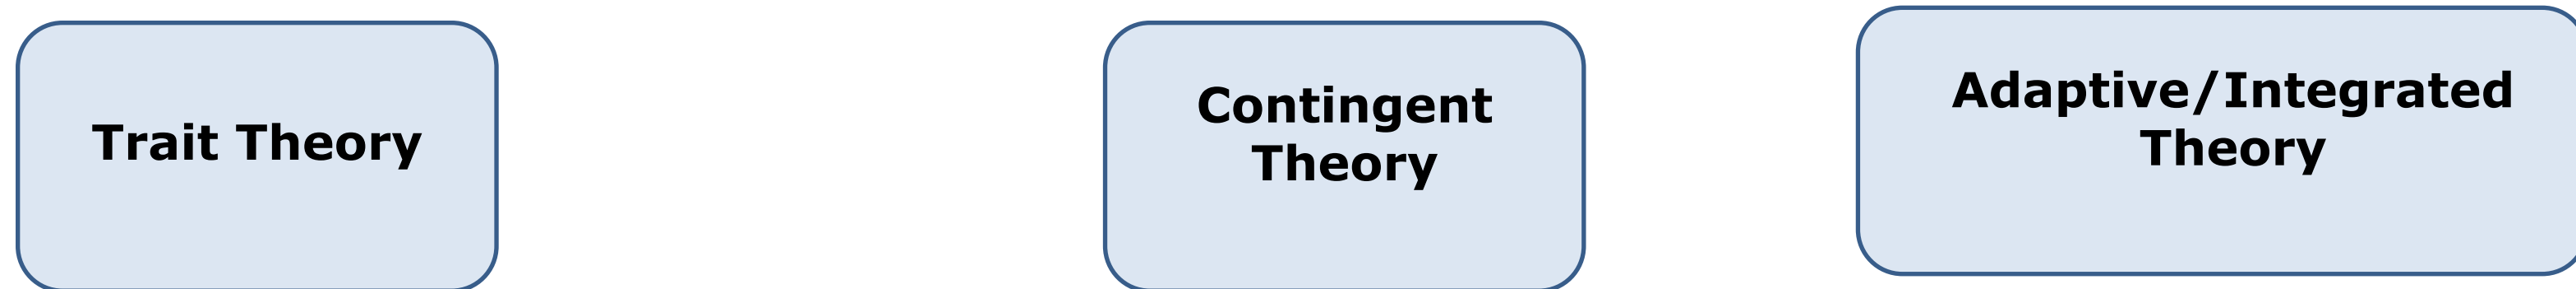 Trait Theory
Contingent
Theory
Adaptive/Integrated
Theory